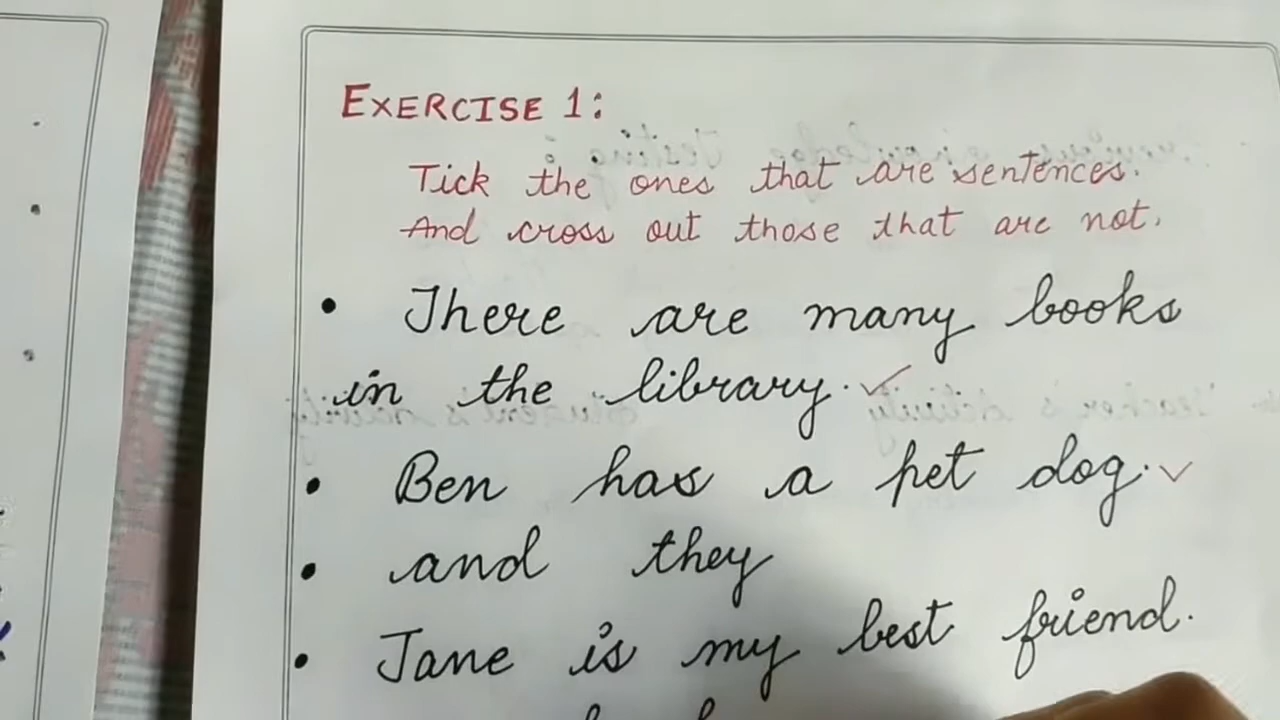 EXERCISE 1:
Tick the ones that are sentences.
And cross out those that are not.
• There are many books
in the library. ✓
• Ben has a pet dog. ✓
• and they
• Jane is my best friend.